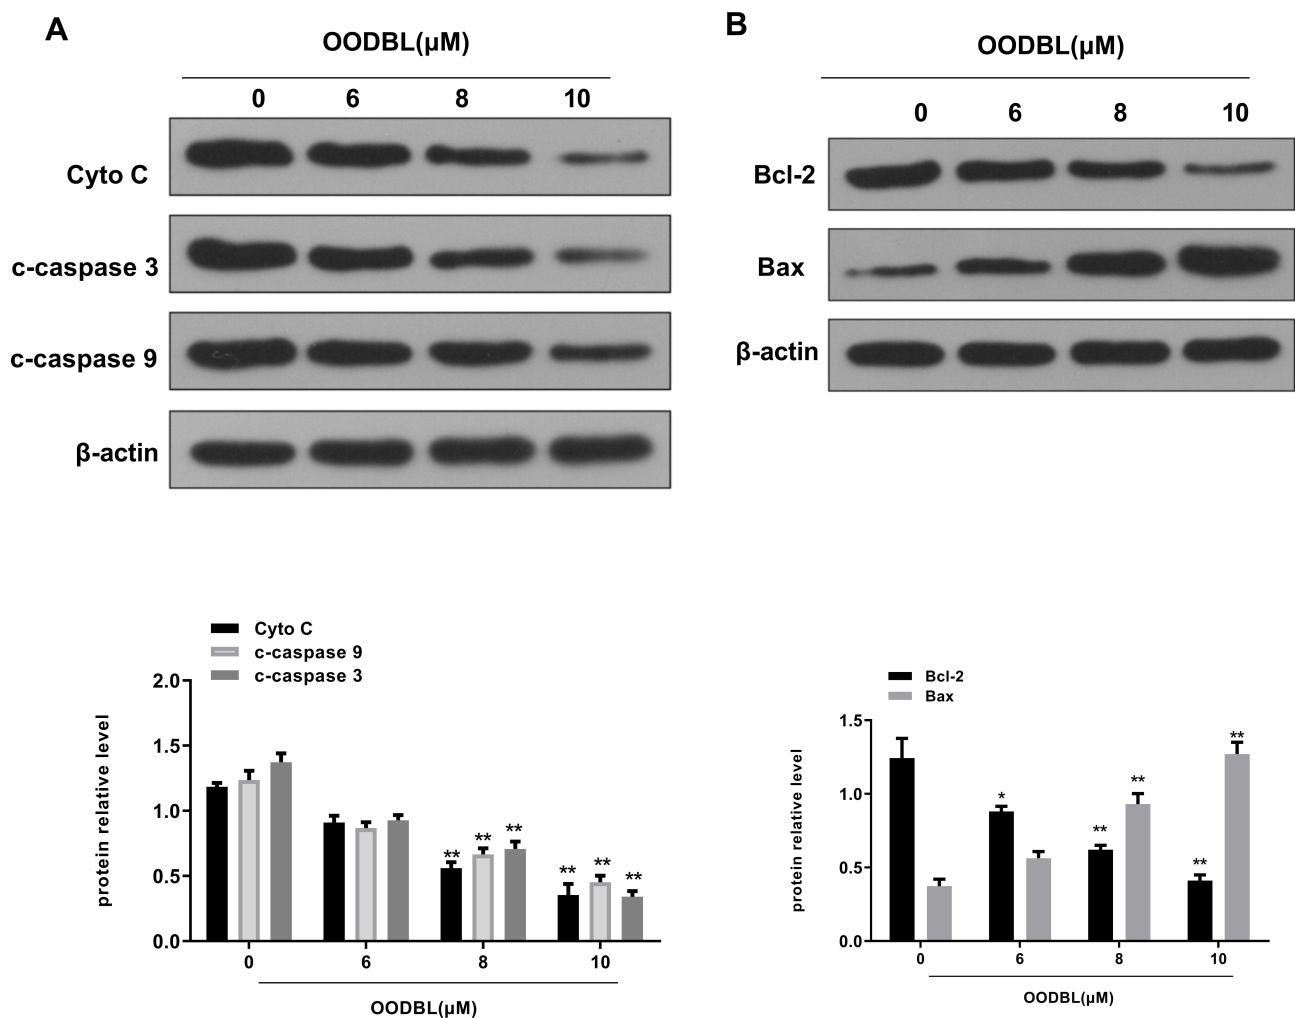 A
OODBL(μM)
0 6 8 10
Cyto C
c-caspase 3
c-caspase 9
β-actin
B
OODBL(μM)
0 6 8 10
Bcl-2
Bax
β-actin
Cyto C
c-caspase 9
c-caspase 3
protein relative level
2.0
1.5
1.0
0.5
0.0
** ** **
** ** **
0 6 8 10
OODBL(μM)
Bcl-2
Bax
protein relative level
1.5
1.0
0.5
0.0
*
** **
** **
0 6 8 10
OODBL(μM)